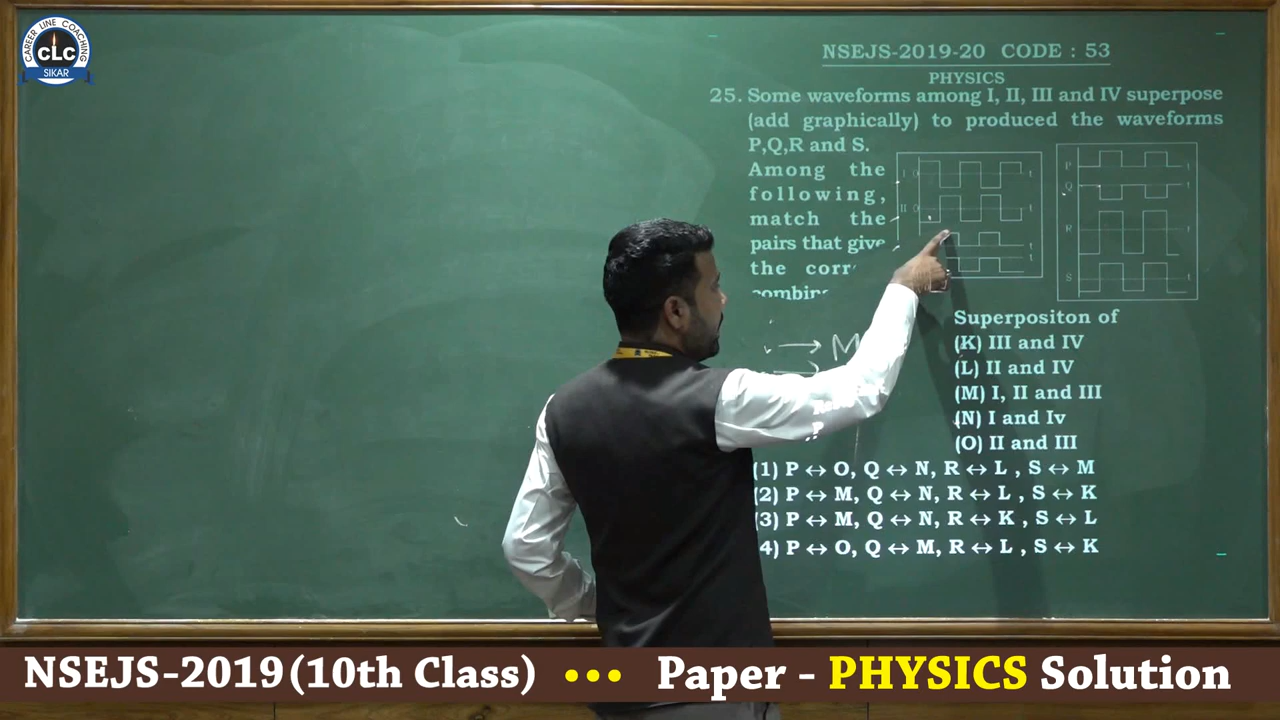 CAREER LINE COACHING
CLC
SIKAR
NSEJS-2019-20 CODE : 53
PHYSICS
25. Some waveforms among I, II, III and IV superpose
(add graphically) to produced the waveforms
P,Q,R and S.
Among the
following,
match the
pairs that give
the corr
combin
I 0 t
II 0 t
t
t
P t
Q t
R t
S t
M
Superpositon of
(K) III and IV
(L) II and IV
(M) I, II and III
(N) I and Iv
(O) II and III
(1) P ↔ O, Q ↔ N, R ↔ L , S ↔ M
(2) P ↔ M, Q ↔ N, R ↔ L , S ↔ K
(3) P ↔ M, Q ↔ N, R ↔ K , S ↔ L
4) P ↔ O, Q ↔ M, R ↔ L , S ↔ K
NSEJS-2019(10th Class) ••• Paper - PHYSICS Solution